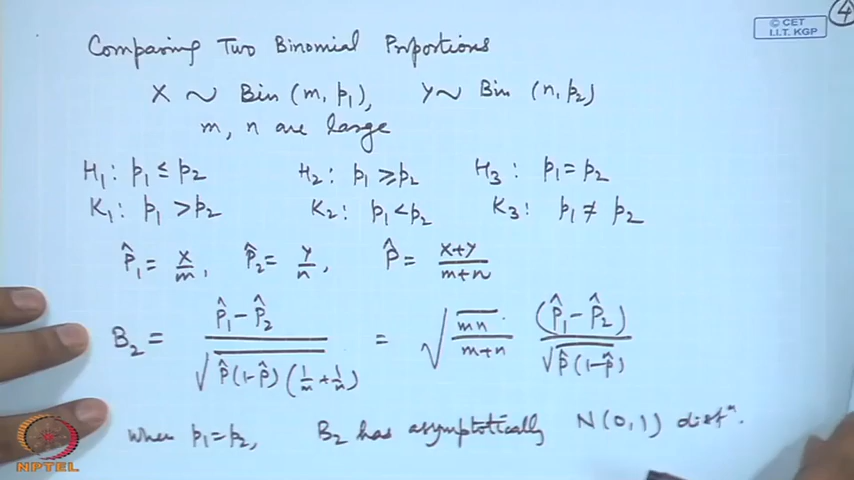 4
© CET
I.I.T. KGP
Comparing Two Binomial Proportions
X ~ Bin (m, p₁), Y ~ Bin (n, p₂)
m, n are large
H₁: p₁ ≤ p₂ H₂: p₁ ≥ p₂ H₃: p₁ = p₂
K₁: p₁ > p₂ K₂: p₁ < p₂ K₃: p₁ ≠ p₂
p̂₁ = X/m, p̂₂ = Y/n, p̂ = (X+Y)/(m+n)
B₂ = (p̂₁ - p̂₂)/√(p̂(1-p̂)(1/m + 1/n)) = √(mn/(m+n)) (p̂₁ - p̂₂)/√(p̂(1-p̂))
when p₁ = p₂, B₂ has asymptotically N(0,1) distⁿ.
NPTEL